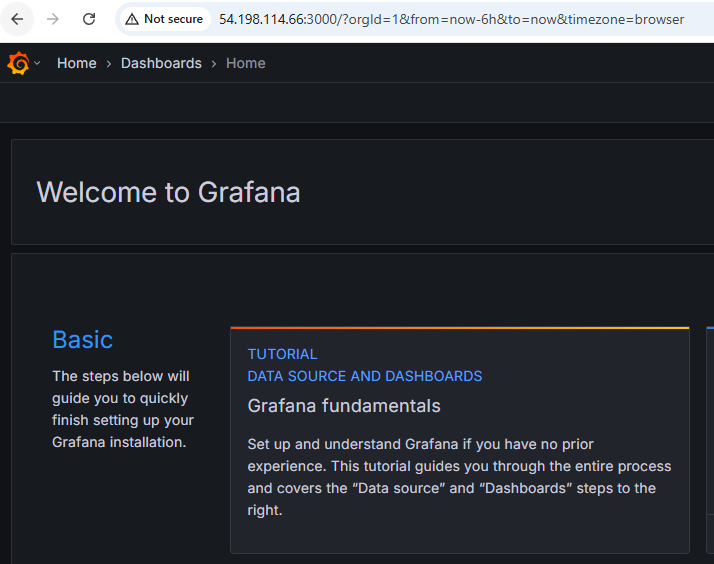 Not secure 54.198.114.66:3000/?orgId=1&from=now-6h&to=now&timezone=browser
Home › Dashboards › Home
Welcome to Grafana
Basic
The steps below will
guide you to quickly
finish setting up your
Grafana installation.
TUTORIAL
DATA SOURCE AND DASHBOARDS
Grafana fundamentals
Set up and understand Grafana if you have no prior
experience. This tutorial guides you through the entire process
and covers the “Data source” and “Dashboards” steps to the
right.